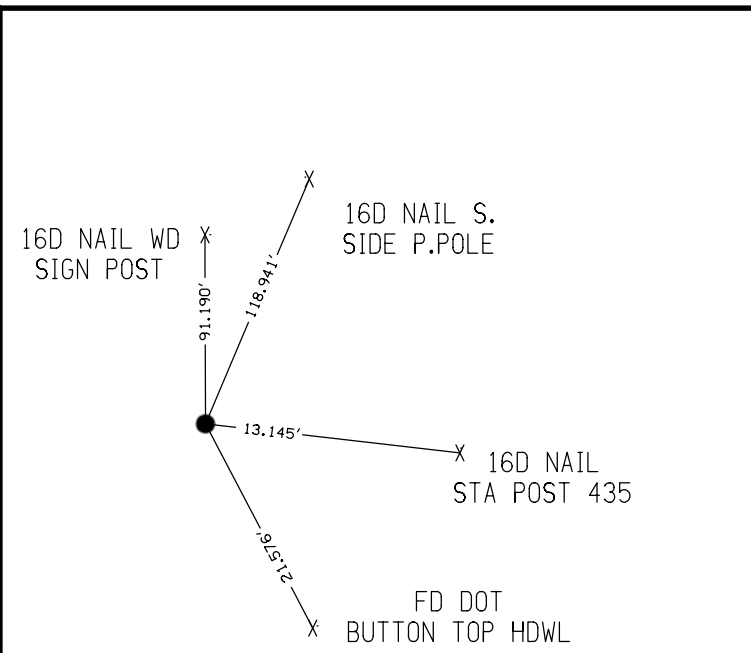 16D NAIL S.
SIDE P.POLE
16D NAIL WD
SIGN POST
118.941'
91.190'
13.145'
16D NAIL
STA POST 435
21.576'
FD DOT
BUTTON TOP HDWL